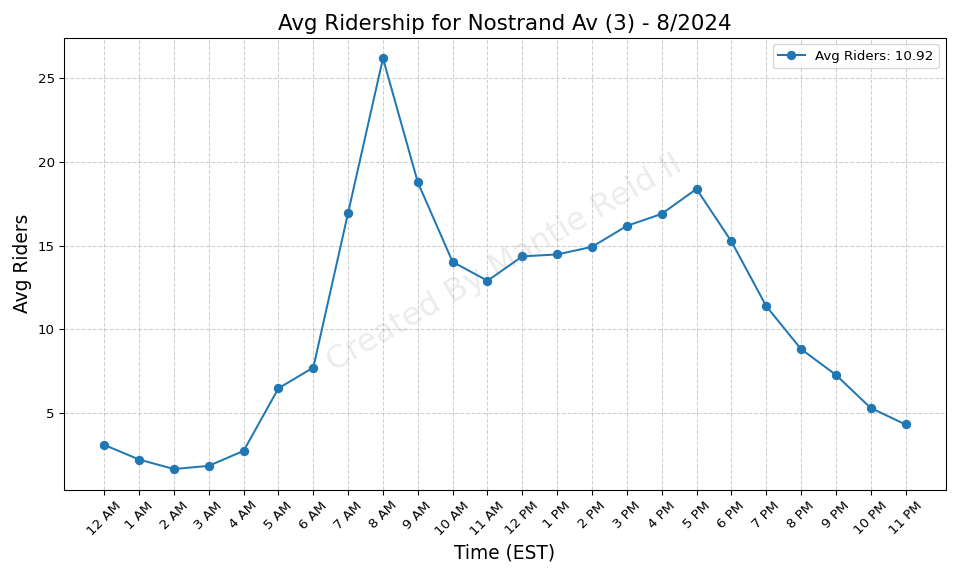 Avg Ridership for Nostrand Av (3) - 8/2024
Avg Riders: 10.92
25
20
15
10
5
Avg Riders
Created By Mantie Reid II
12 AM
1 AM
2 AM
3 AM
4 AM
5 AM
6 AM
7 AM
8 AM
9 AM
10 AM
11 AM
12 PM
1 PM
2 PM
3 PM
4 PM
5 PM
6 PM
7 PM
8 PM
9 PM
10 PM
11 PM
Time (EST)